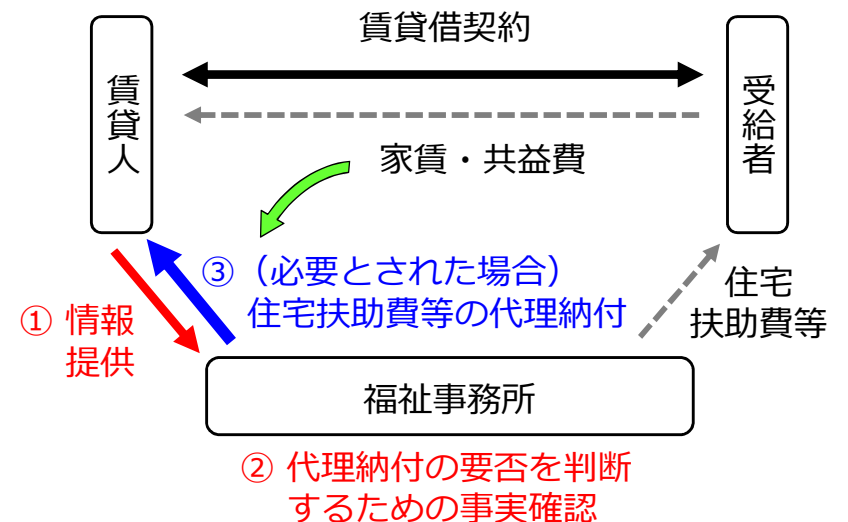 賃貸借契約
賃貸人
受給者
家賃・共益費
③（必要とされた場合）
住宅扶助費等の代理納付
① 情報
提供
住宅
扶助費等
福祉事務所
② 代理納付の要否を判断
するための事実確認